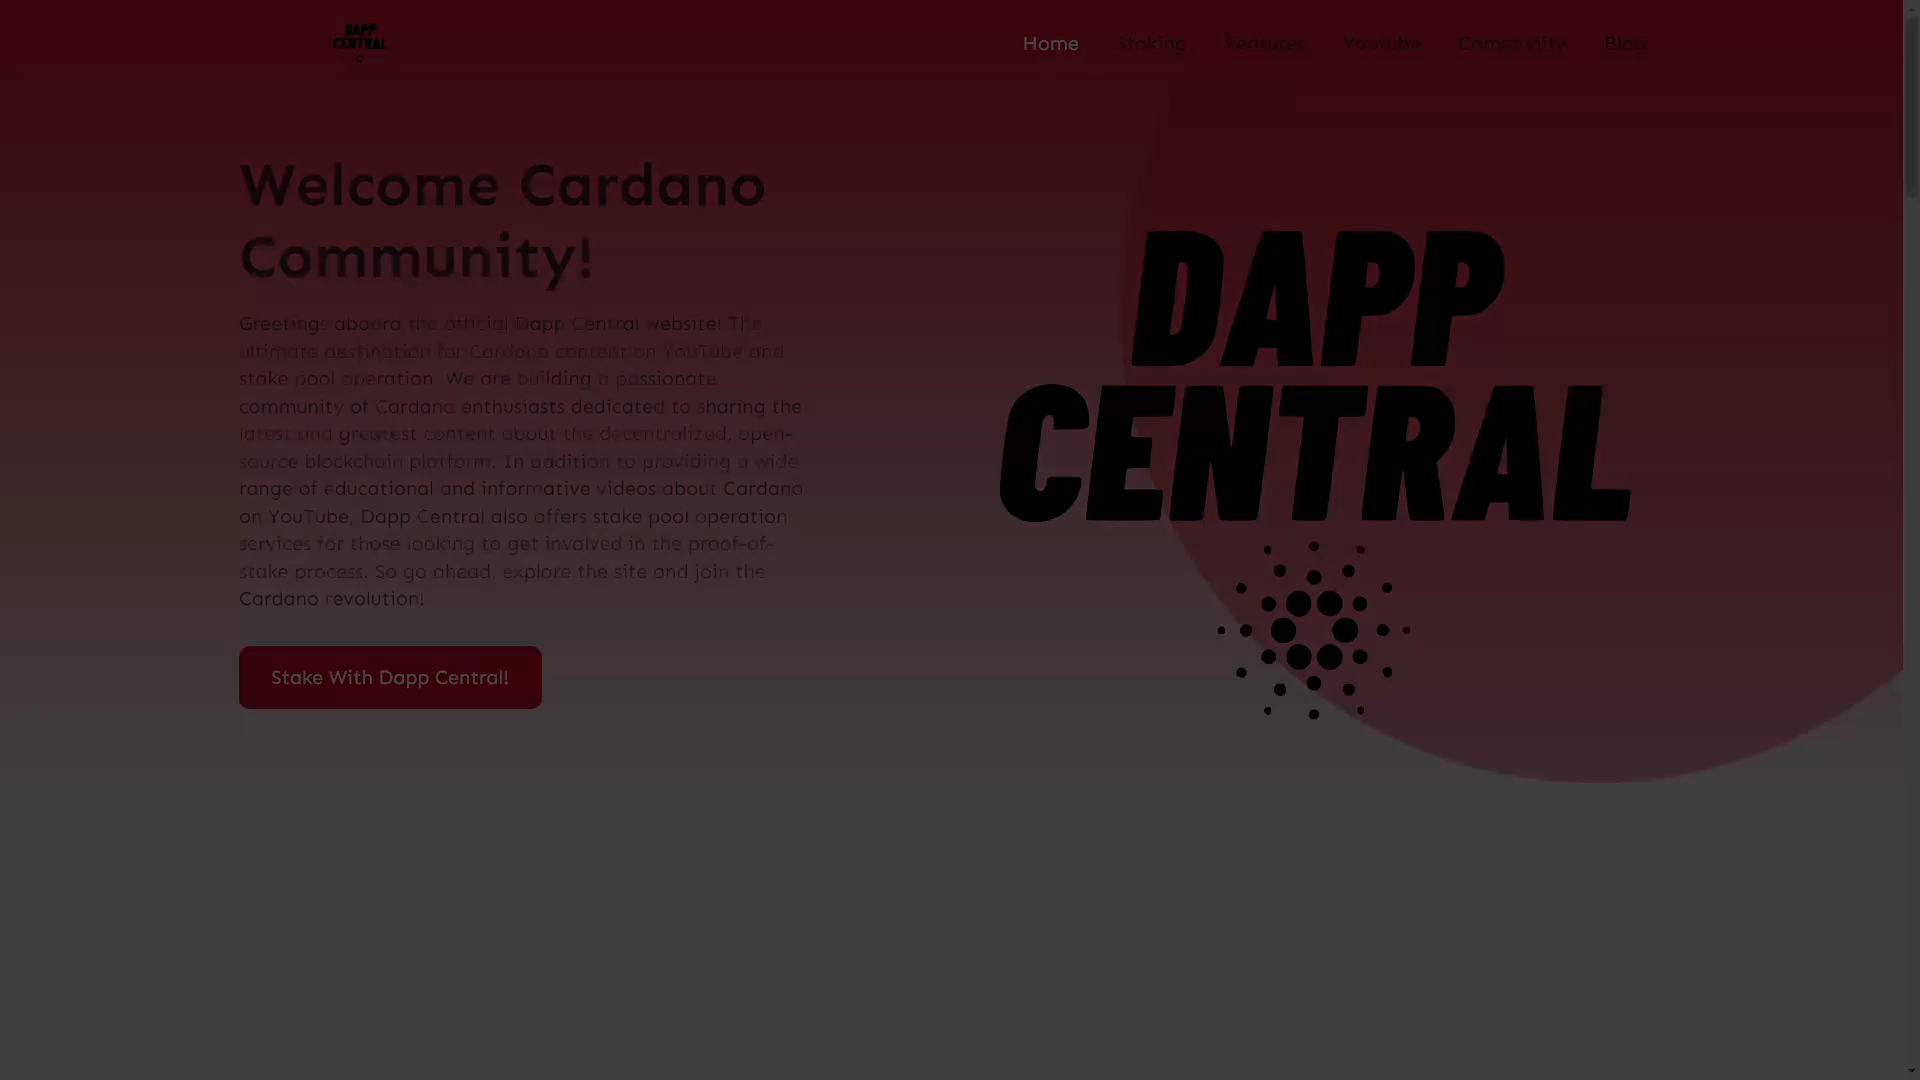 DAPP
CENTRAL
Home Staking Features Youtube Community Blog
Welcome Cardano
Community!
Greetings aboard the official Dapp Central website! The
ultimate destination for Cardano content on YouTube and
stake pool operation. We are building a passionate
community of Cardano enthusiasts dedicated to sharing the
latest and greatest content about the decentralized, open-
source blockchain platform. In addition to providing a wide
range of educational and informative videos about Cardano
on YouTube, Dapp Central also offers stake pool operation
services for those looking to get involved in the proof-of-
stake process. So go ahead, explore the site and join the
Cardano revolution!
Stake With Dapp Central!
DAPP
CENTRAL